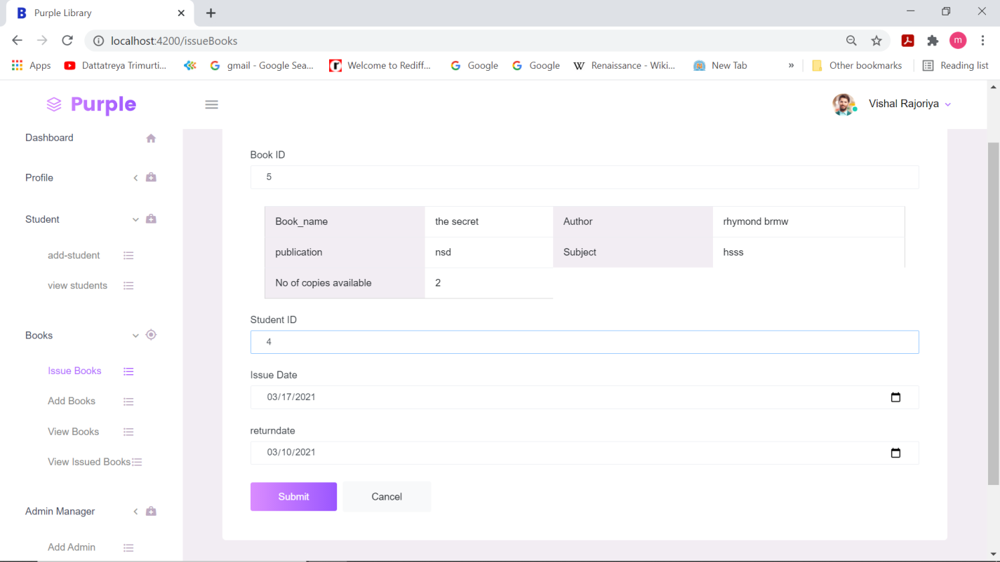 B Purple Library
localhost:4200/issueBooks
m
Apps Dattatreya Trimurti... gmail - Google Sea... Welcome to Rediff... Google Google W Renaissance - Wiki... New Tab » Other bookmarks Reading list
Purple
Vishal Rajoriya
Dashboard
Profile
Student
add-student
view students
Books
Issue Books
Add Books
View Books
View Issued Books
Admin Manager
Add Admin
Book ID
5
Book_name the secret Author rhymond brmw
publication nsd Subject hsss
No of copies available 2
Student ID
4
Issue Date
03/17/2021
returndate
03/10/2021
Submit Cancel